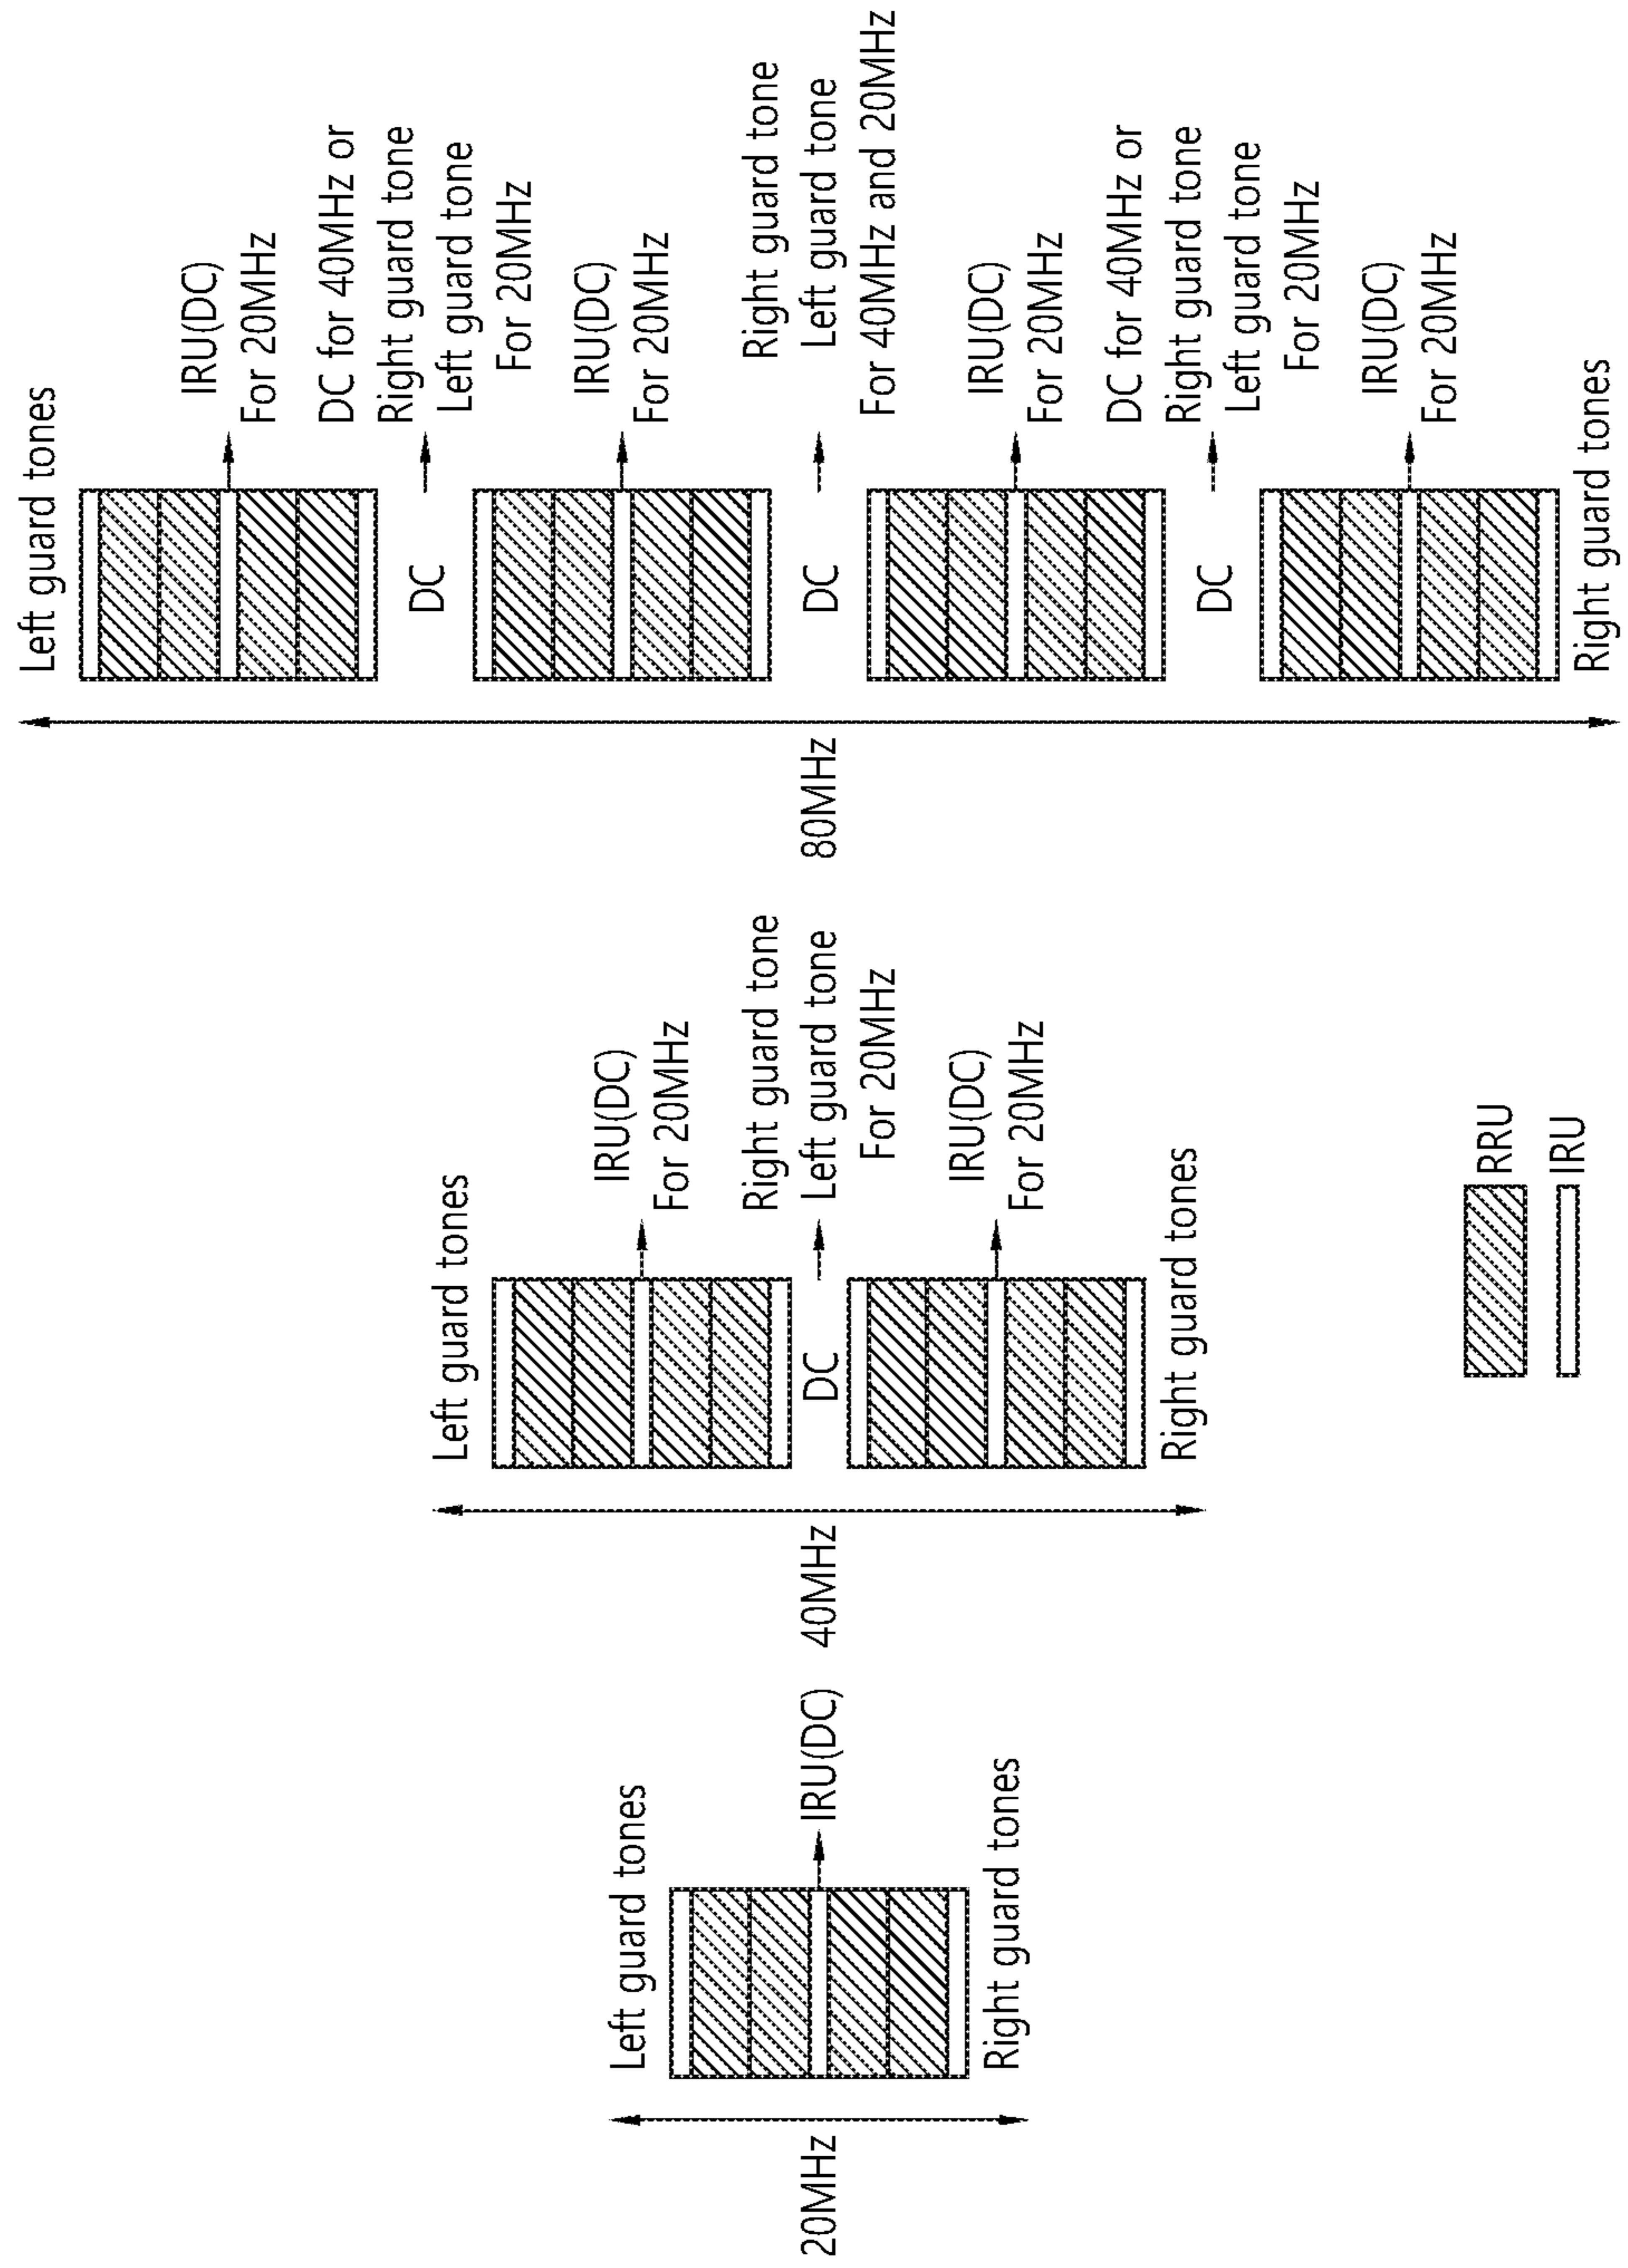 20MHz
Left guard tones
IRU(DC)
Right guard tones
40MHz
Left guard tones
IRU(DC)
For 20MHz
DC
Right guard tone
Left guard tone
For 20MHz
IRU(DC)
For 20MHz
Right guard tones
80MHz
Left guard tones
IRU(DC)
For 20MHz
DC
DC for 40MHz or
Right guard tone
Left guard tone
For 20MHz
IRU(DC)
For 20MHz
DC
Right guard tone
Left guard tone
For 40MHz and 20MHz
IRU(DC)
For 20MHz
DC
DC for 40MHz or
Right guard tone
Left guard tone
For 20MHz
IRU(DC)
For 20MHz
Right guard tones
RRU
IRU